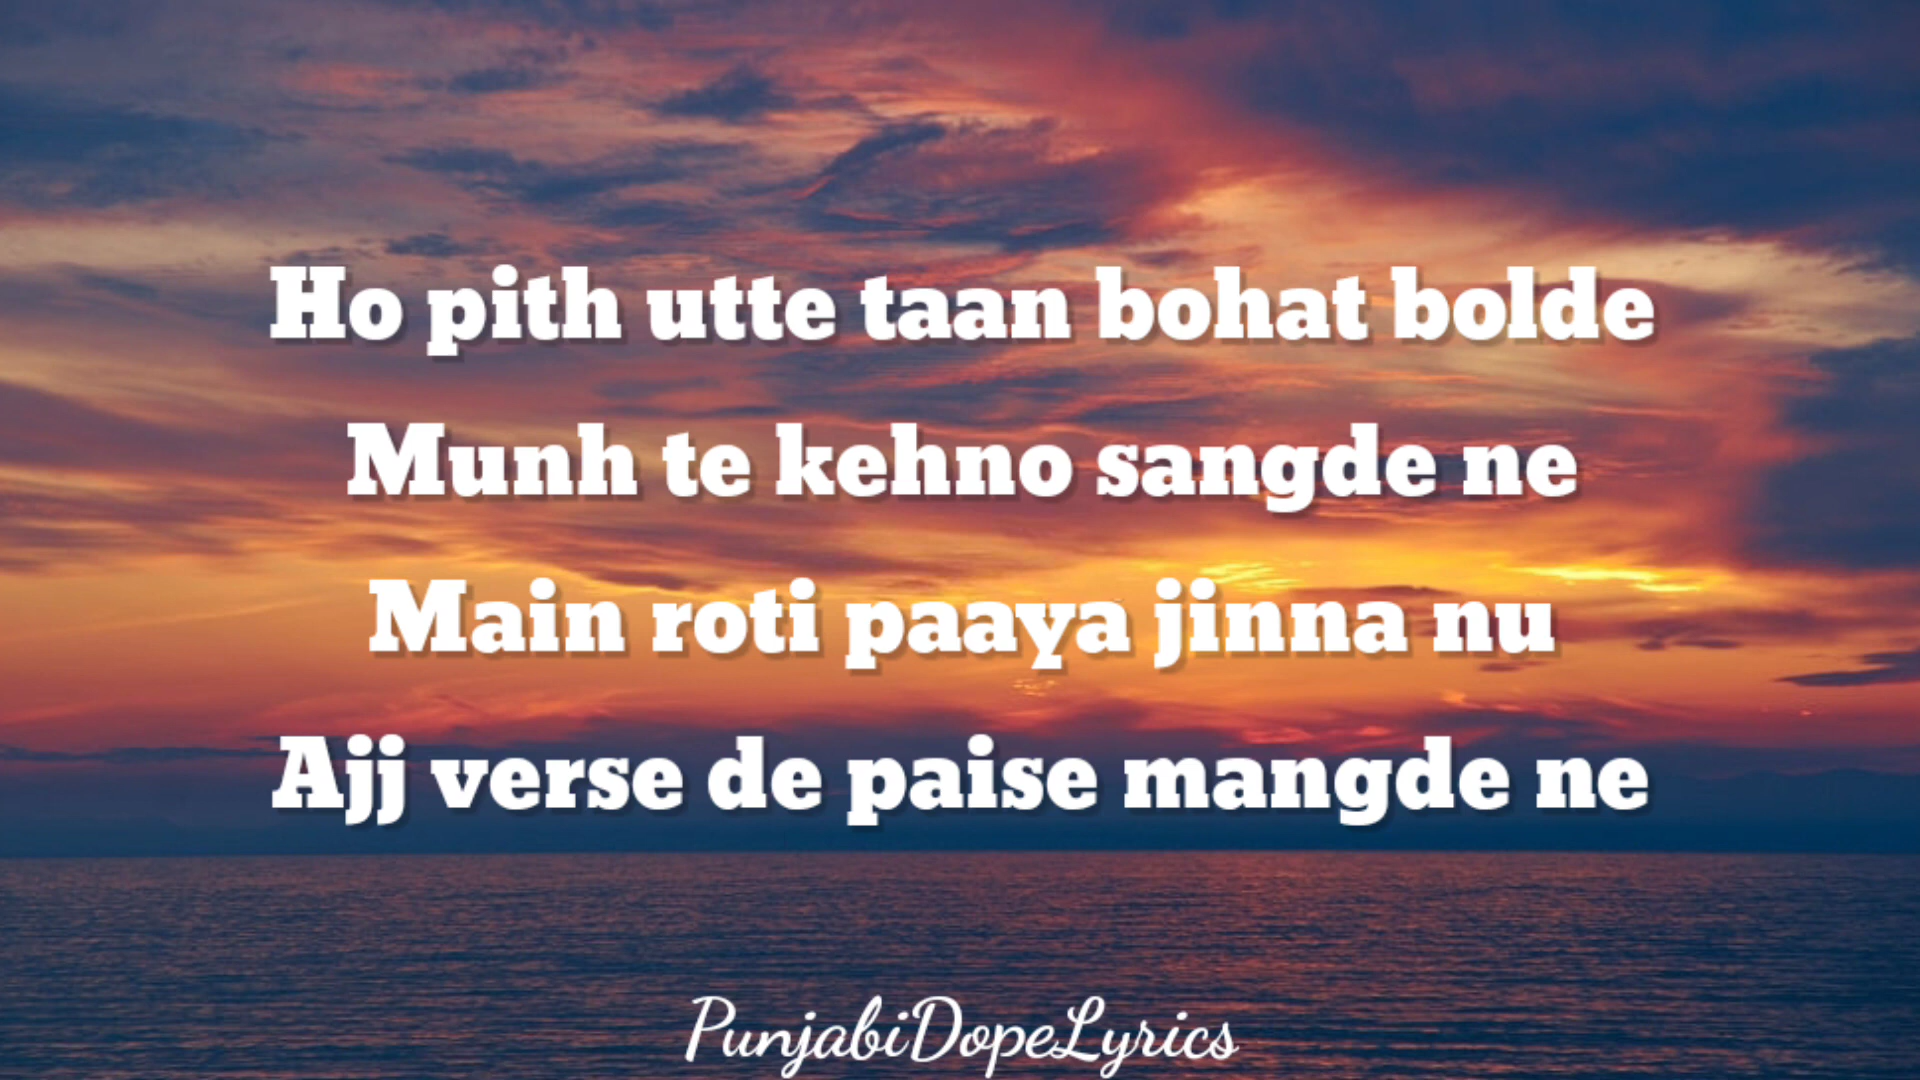 Ho pith utte taan bohat bolde
Munh te kehno sangde ne
Main roti paaya jinna nu
Ajj verse de paise mangde ne
PunjabiDopeLyrics